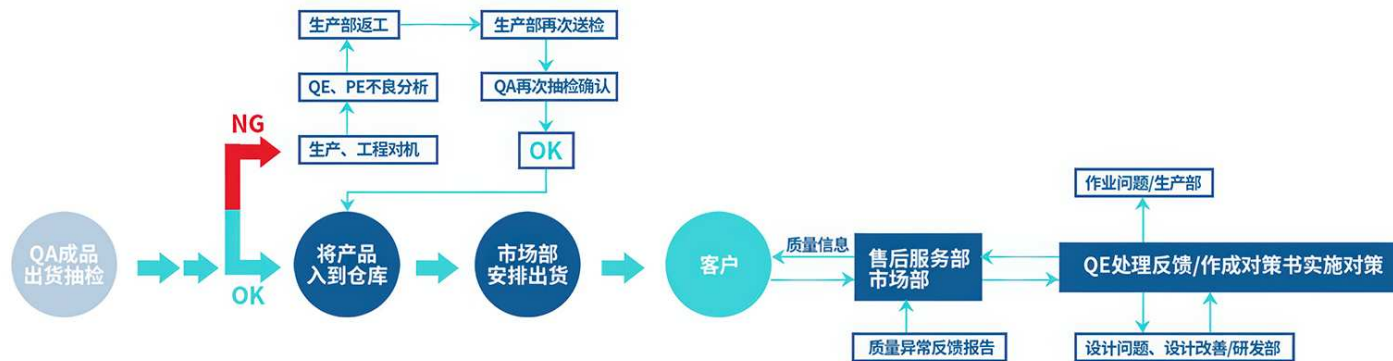 生产部返工
生产部再次送检
QE、PE不良分析
QA再次抽检确认
NG
生产、工程对机
OK
作业问题/生产部
QA成品
出货抽检
OK
将产品
入到仓库
市场部
安排出货
客户
质量信息
售后服务部
市场部
QE处理反馈/作成对策书实施对策
质量异常反馈报告
设计问题、设计改善/研发部